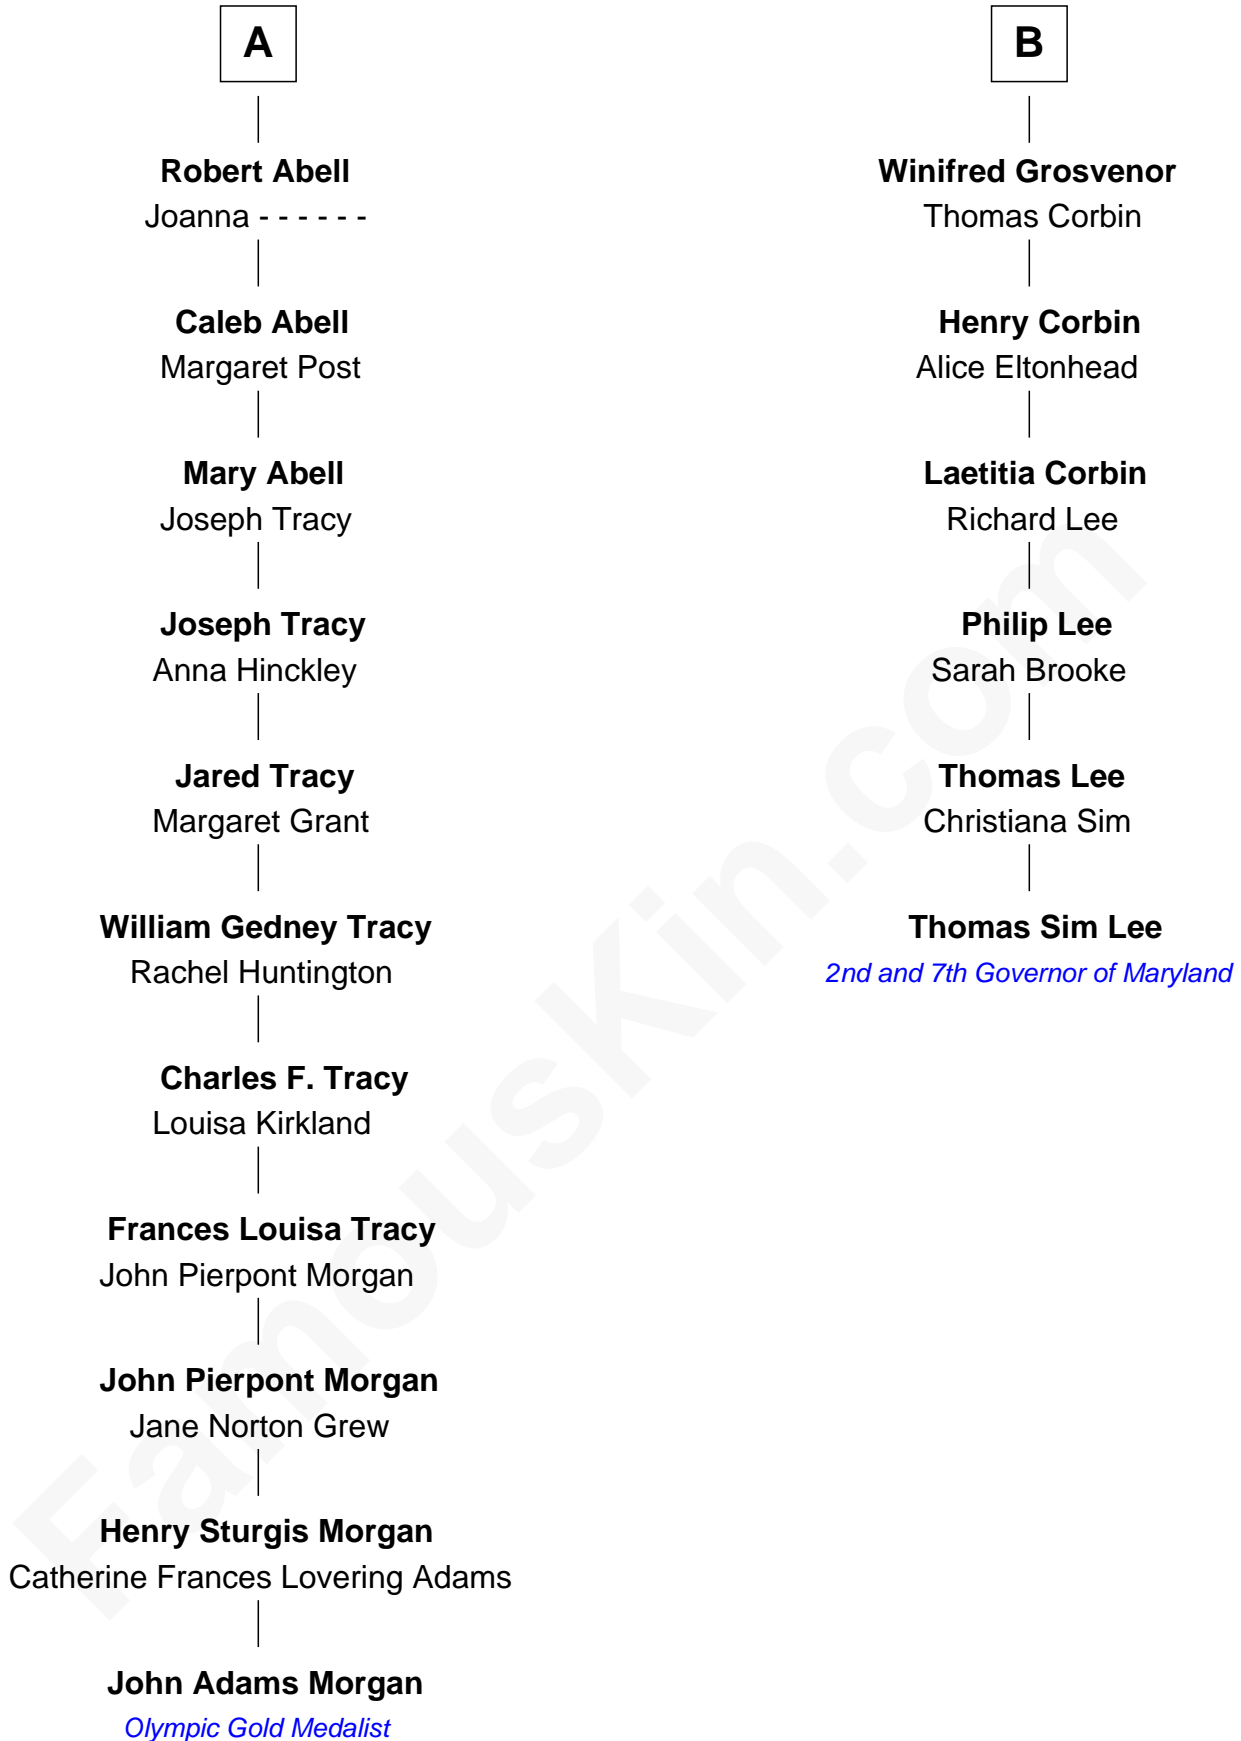 A
Robert Abell
Joanna - - - - - -
Caleb Abell
Margaret Post
Mary Abell
Joseph Tracy
Joseph Tracy
Anna Hinckley
Jared Tracy
Margaret Grant
William Gedney Tracy
Rachel Huntington
Charles F. Tracy
Louisa Kirkland
Frances Louisa Tracy
John Pierpont Morgan
John Pierpont Morgan
Jane Norton Grew
Henry Sturgis Morgan
Catherine Frances Lovering Adams
John Adams Morgan
Olympic Gold Medalist
B
Winifred Grosvenor
Thomas Corbin
Henry Corbin
Alice Eltonhead
Laetitia Corbin
Richard Lee
Philip Lee
Sarah Brooke
Thomas Lee
Christiana Sim
Thomas Sim Lee
2nd and 7th Governor of Maryland
FamousKin.com